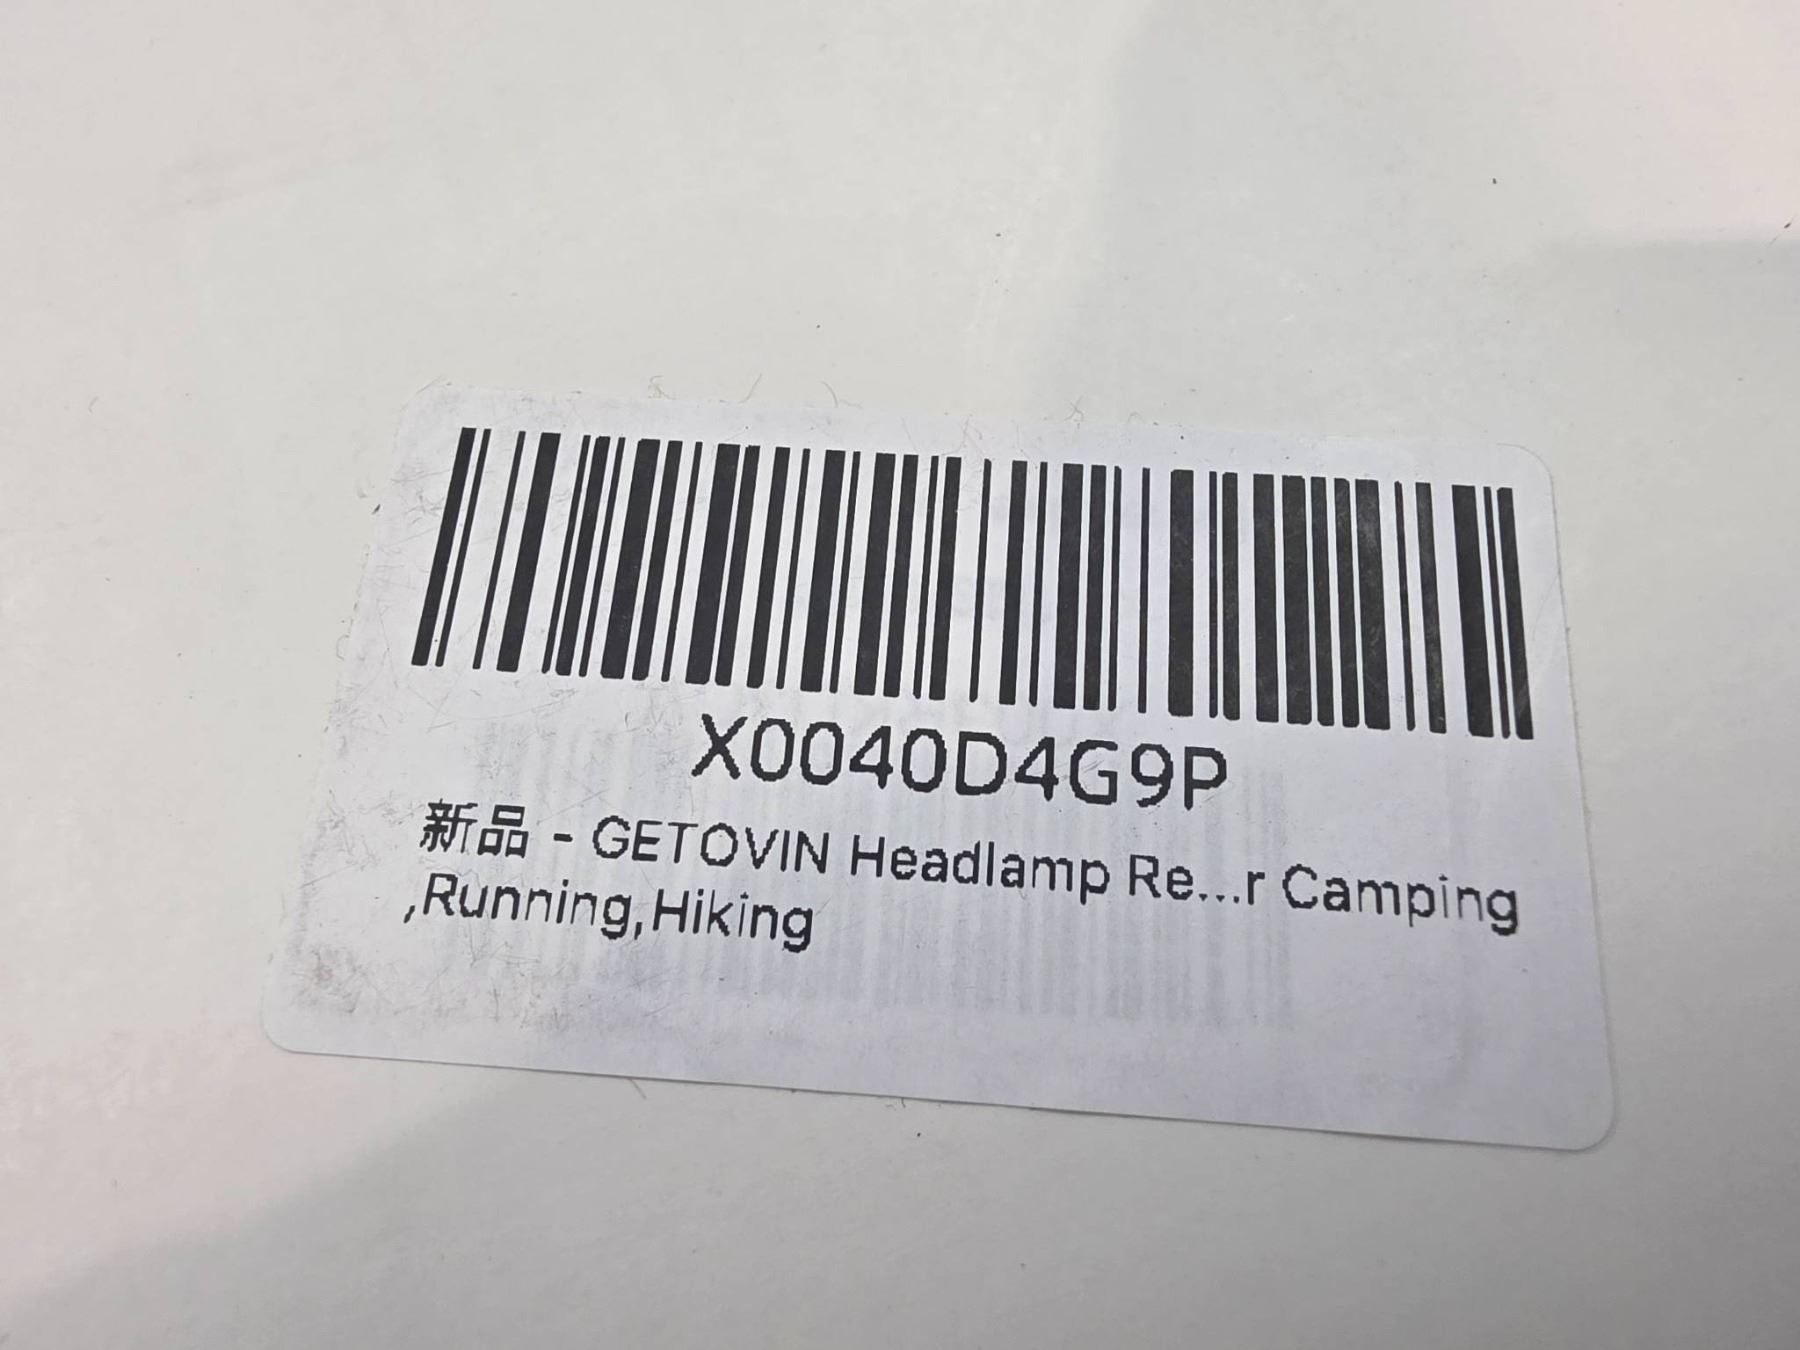 X0040D4G9P
新品 - GETOVIN Headlamp Re...r Camping
,Running,Hiking